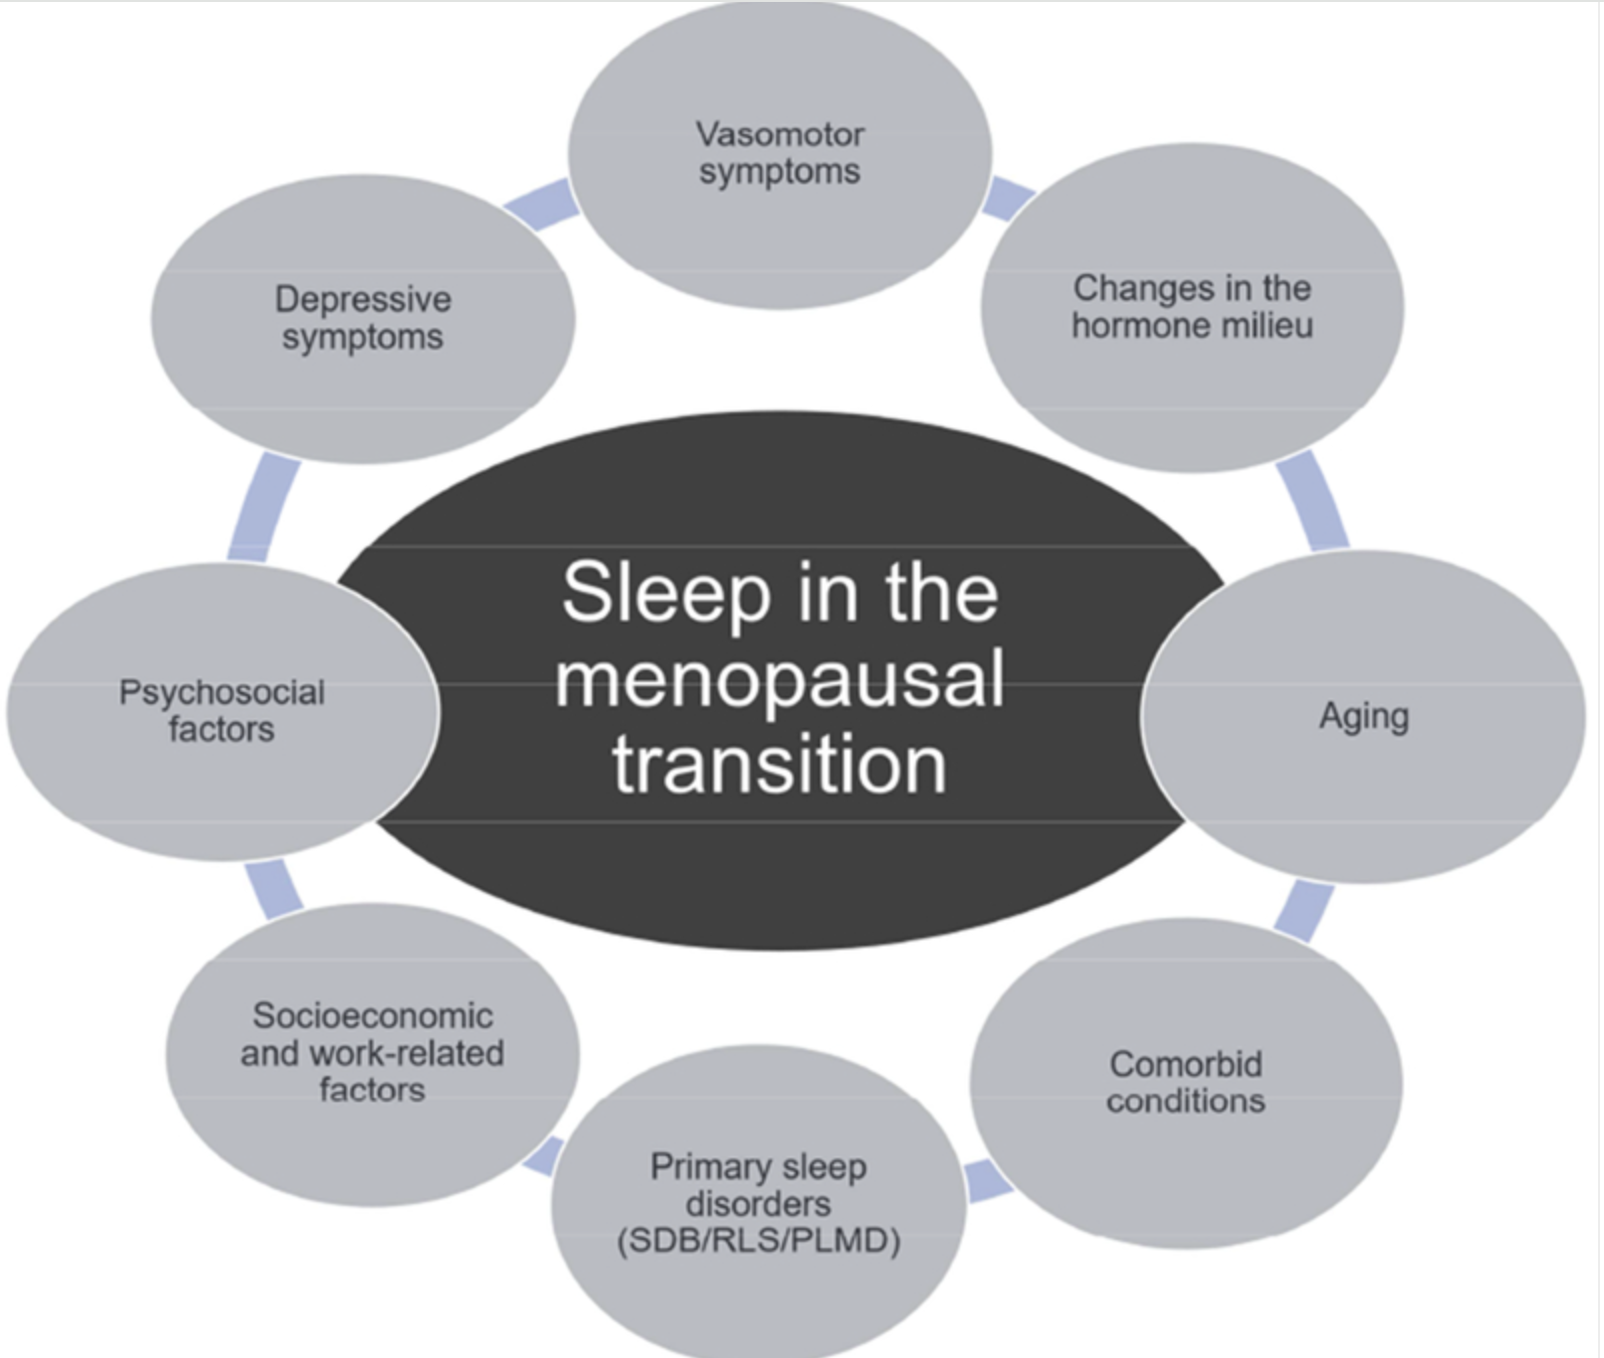 Vasomotor
symptoms
Changes in the
hormone milieu
Depressive
symptoms
Sleep in the
menopausal
transition
Psychosocial
factors
Aging
Socioeconomic
and work-related
factors
Comorbid
conditions
Primary sleep
disorders
(SDB/RLS/PLMD)